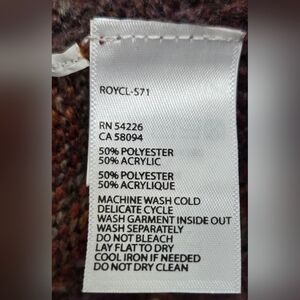 ROYCL-S71
RN 54226
CA 58094
50% POLYESTER
50% ACRYLIC
50% POLYESTER
50% ACRYLIQUE
MACHINE WASH COLD
DELICATE CYCLE
WASH GARMENT INSIDE OUT
WASH SEPARATELY
DO NOT BLEACH
LAY FLAT TO DRY
COOL IRON IF NEEDED
DO NOT DRY CLEAN